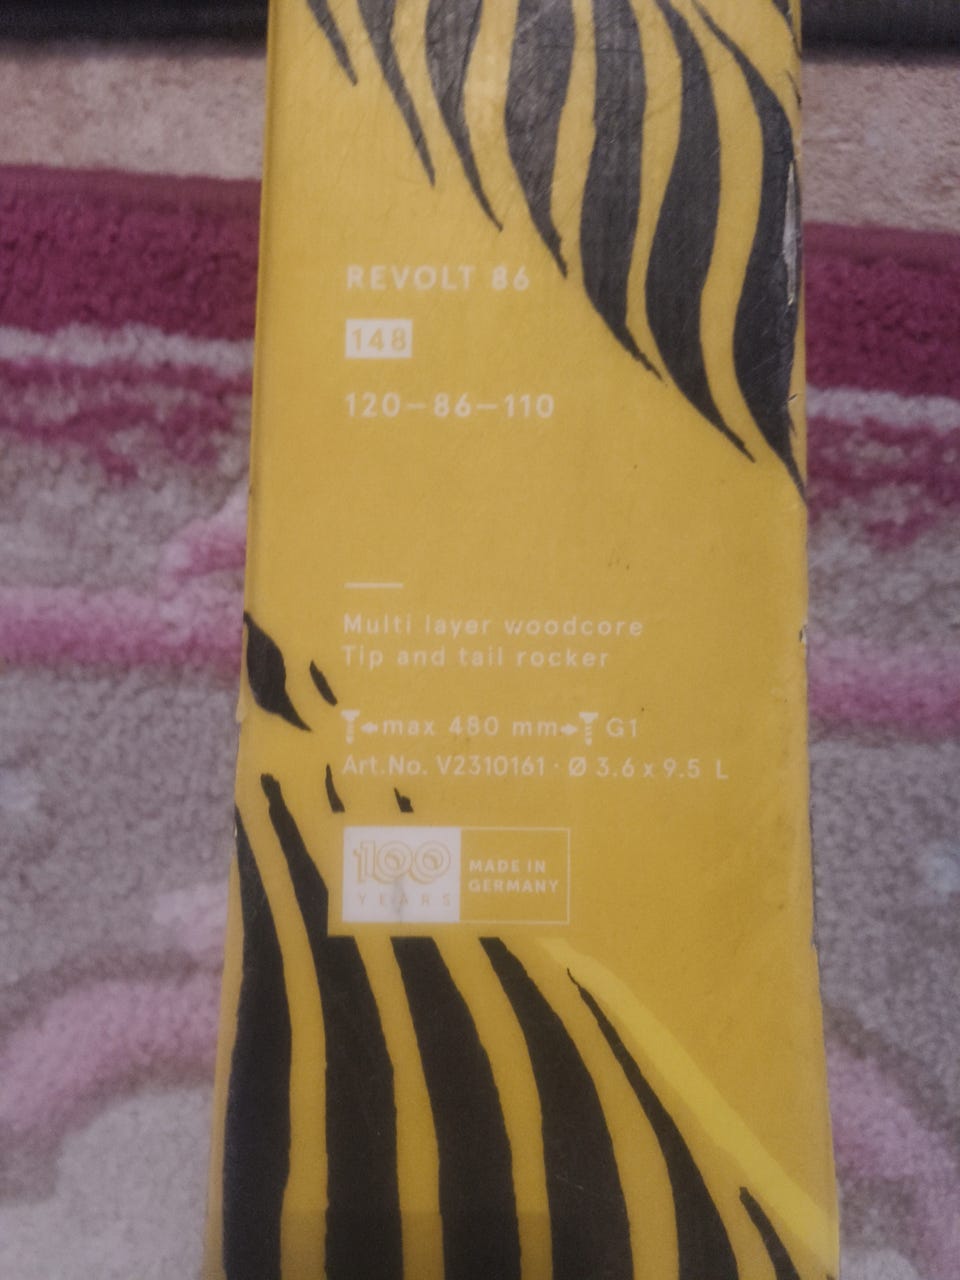 REVOLT 86
148
120–86–110
Multi layer woodcore
Tip and tail rocker
max 480 mm G1
Art.No. V2310161 · Ø 3.6 x 9.5 L
100
YEARS
MADE IN
GERMANY